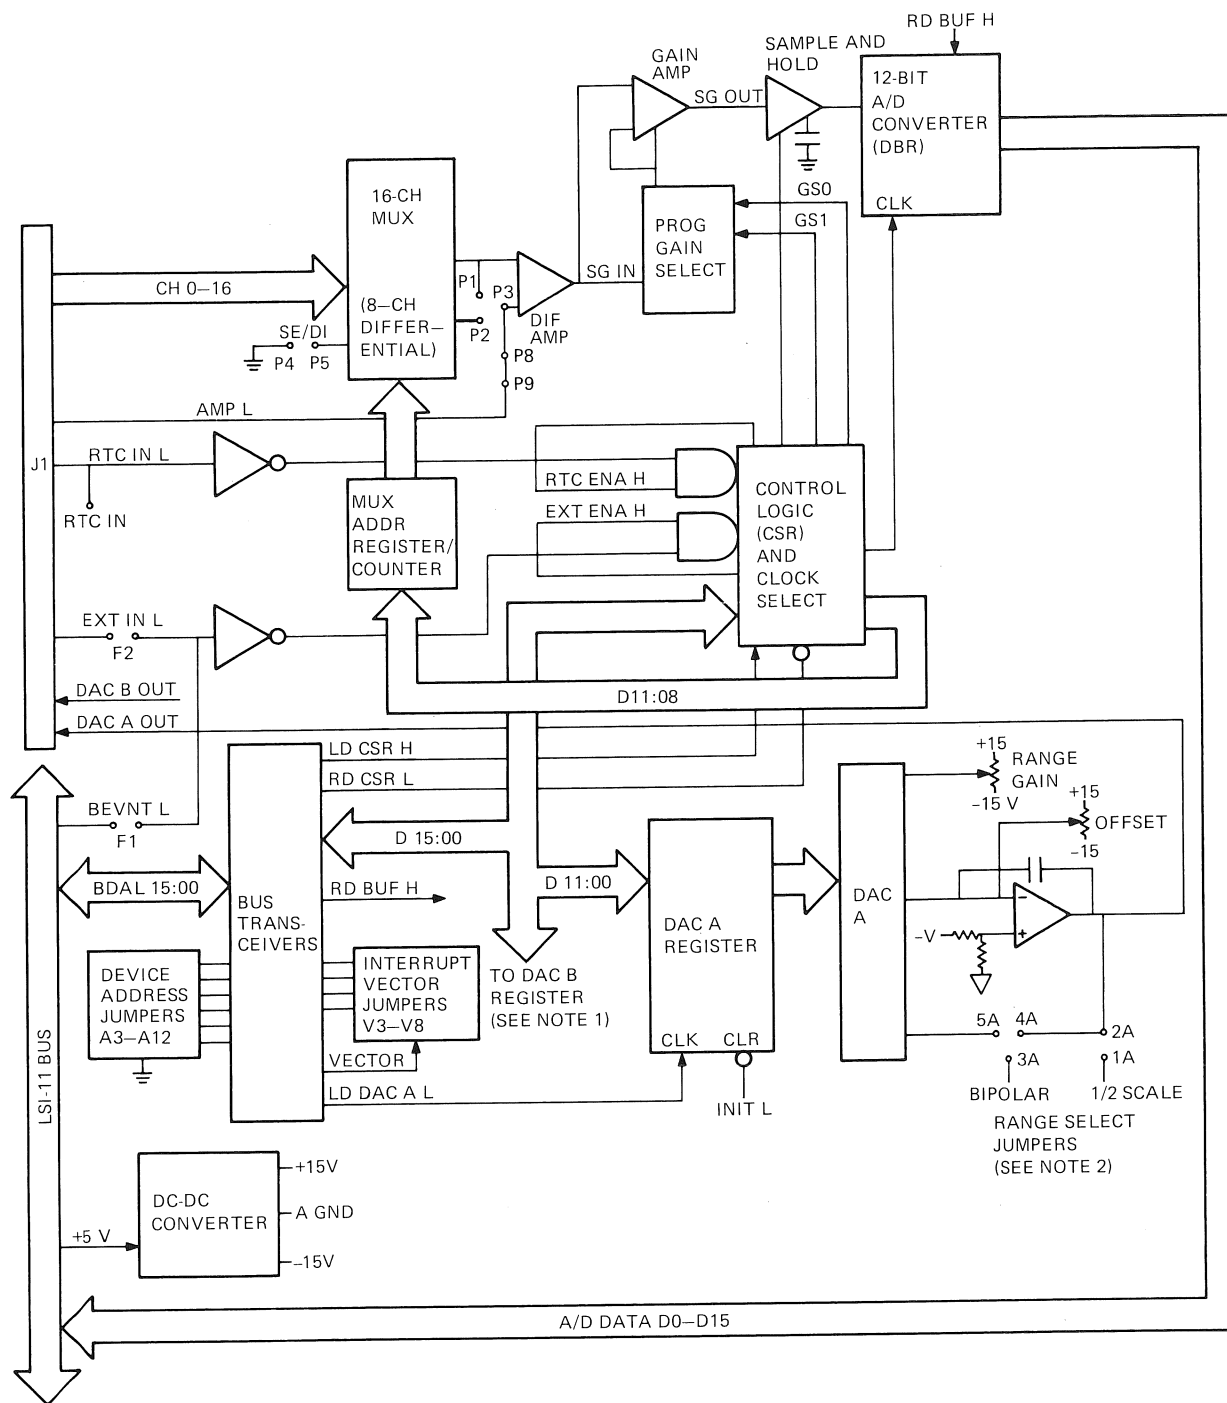 RD BUF H
SAMPLE AND
HOLD
GAIN
AMP
SG OUT
12-BIT
A/D
CONVERTER
(DBR)
CLK
16-CH
MUX
(8–CH
DIFFER–
ENTIAL)
GS0
GS1
PROG
GAIN
SELECT
SG IN
CH 0–16
P1
P3
P2
DIF
AMP
SE/DI
P4 P5
P8
P9
AMP L
J1
RTC IN L
RTC IN
RTC ENA H
EXT ENA H
CONTROL
LOGIC
(CSR)
AND
CLOCK
SELECT
MUX
ADDR
REGISTER/
COUNTER
EXT IN L
F2
DAC B OUT
DAC A OUT
D11:08
LD CSR H
RD CSR L
+15
RANGE
GAIN
–15 V
+15
OFFSET
–15
BEVNT L
F1
D 15:00
BDAL 15:00
D 11:00
RD BUF H
BUS
TRANS-
CEIVERS
DAC A
REGISTER
CLK CLR
INIT L
DAC
A
–
+
–V
DEVICE
ADDRESS
JUMPERS
A3–A12
INTERRUPT
VECTOR
JUMPERS
V3–V8
TO DAC B
REGISTER
(SEE NOTE 1)
VECTOR
LD DAC A L
5A 4A
2A
3A
1A
BIPOLAR
1/2 SCALE
RANGE SELECT
JUMPERS
(SEE NOTE 2)
LSI-11 BUS
DC-DC
CONVERTER
+15V
A GND
–15V
+5 V
A/D DATA D0–D15